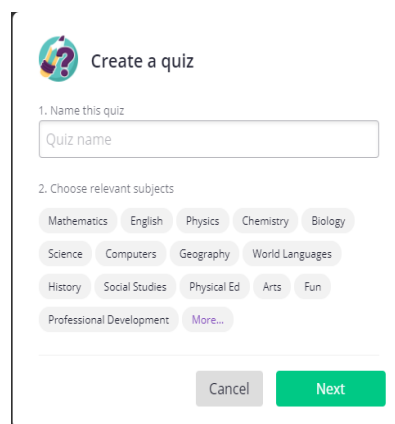 Create a quiz
1. Name this quiz
Quiz name
2. Choose relevant subjects
Mathematics English Physics Chemistry Biology
Science Computers Geography World Languages
History Social Studies Physical Ed Arts Fun
Professional Development More...
Cancel Next